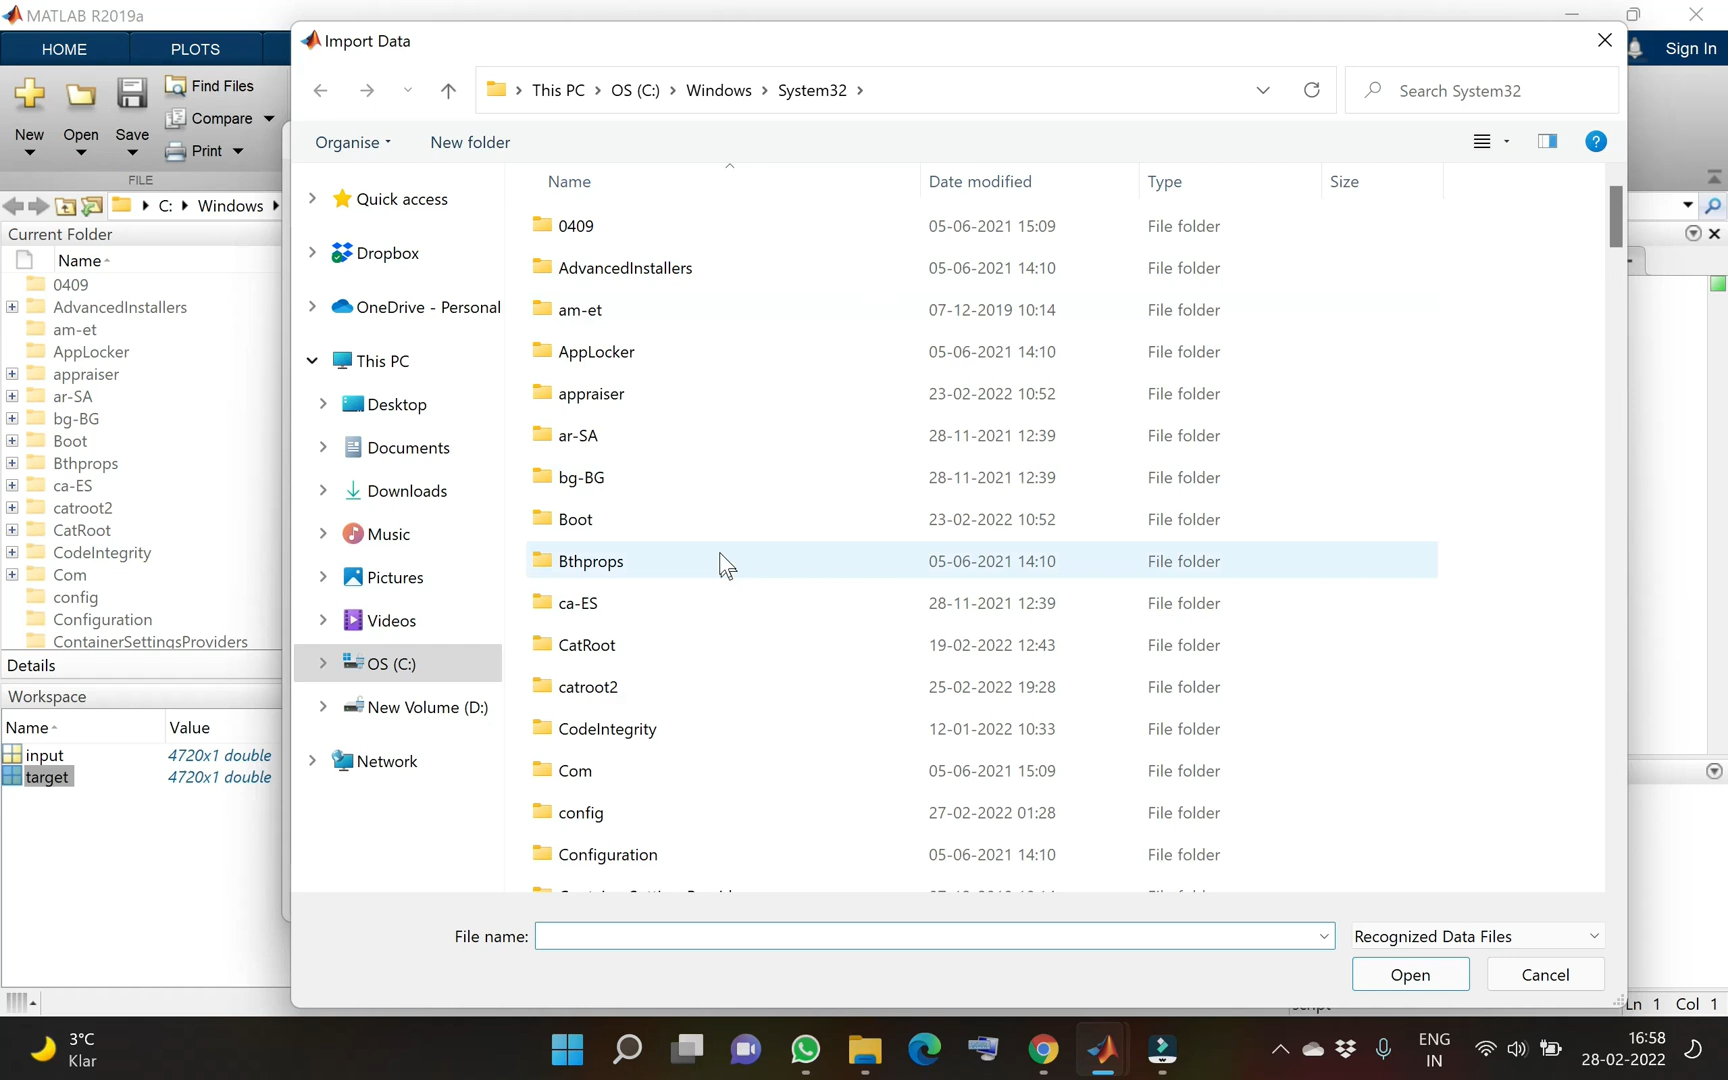 MATLAB R2019a
HOME PLOTS
Sign In
New Open Save
Find Files
Compare
Print
FILE
C: Windows
Current Folder
Name
0409
AdvancedInstallers
am-et
AppLocker
appraiser
ar-SA
bg-BG
Boot
Bthprops
ca-ES
catroot2
CatRoot
CodeIntegrity
Com
config
Configuration
ContainerSettingsProviders
Details
Workspace
Name Value
input 4720x1 double
target 4720x1 double
Import Data
This PC OS (C:) Windows System32
Search System32
Organise New folder
Quick access
Dropbox
OneDrive - Personal
This PC
Desktop
Documents
Downloads
Music
Pictures
Videos
OS (C:)
New Volume (D:)
Network
Name Date modified Type Size
0409 05-06-2021 15:09 File folder
AdvancedInstallers 05-06-2021 14:10 File folder
am-et 07-12-2019 10:14 File folder
AppLocker 05-06-2021 14:10 File folder
appraiser 23-02-2022 10:52 File folder
ar-SA 28-11-2021 12:39 File folder
bg-BG 28-11-2021 12:39 File folder
Boot 23-02-2022 10:52 File folder
Bthprops 05-06-2021 14:10 File folder
ca-ES 28-11-2021 12:39 File folder
CatRoot 19-02-2022 12:43 File folder
catroot2 25-02-2022 19:28 File folder
CodeIntegrity 12-01-2022 10:33 File folder
Com 05-06-2021 15:09 File folder
config 27-02-2022 01:28 File folder
Configuration 05-06-2021 14:10 File folder
File name:
Recognized Data Files
Open Cancel
Ln 1 Col 1
3°C
Klar
ENG
IN
16:58
28-02-2022